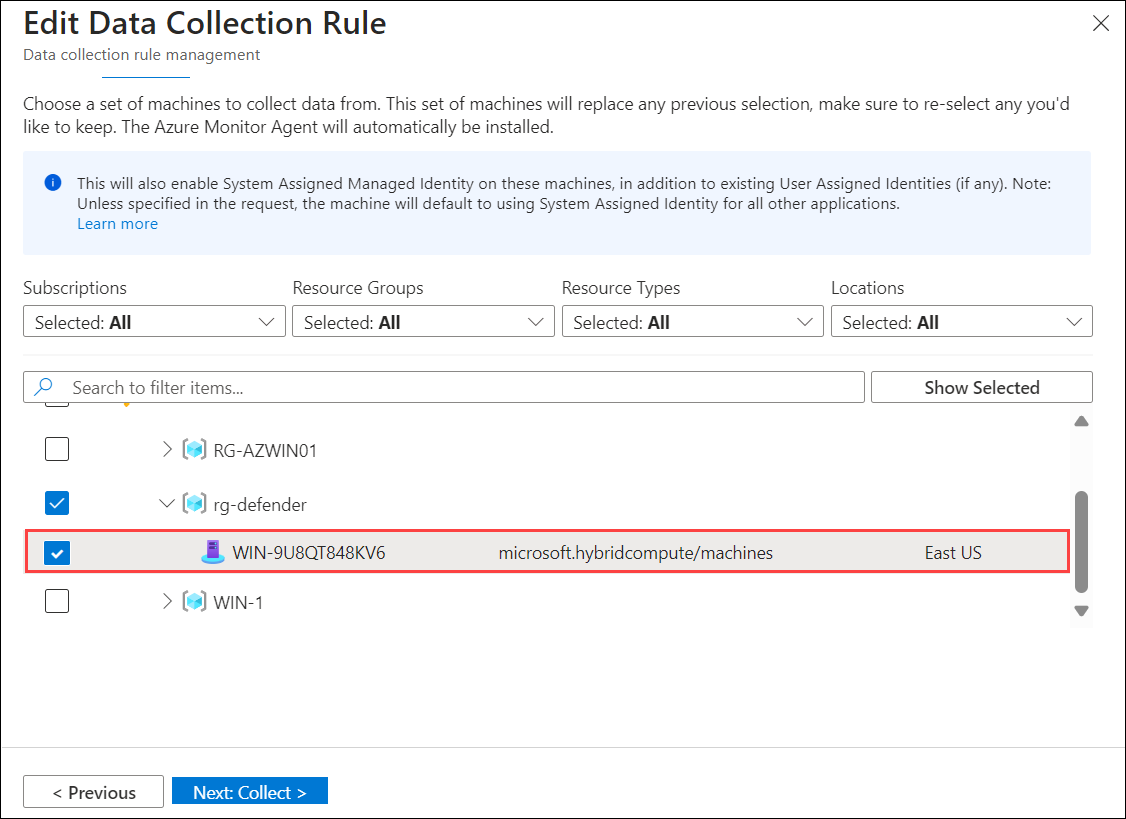 Edit Data Collection Rule
Data collection rule management
Choose a set of machines to collect data from. This set of machines will replace any previous selection, make sure to re-select any you'd
like to keep. The Azure Monitor Agent will automatically be installed.
This will also enable System Assigned Managed Identity on these machines, in addition to existing User Assigned Identities (if any). Note:
Unless specified in the request, the machine will default to using System Assigned Identity for all other applications.
Learn more
Subscriptions Resource Groups Resource Types Locations
Selected: All Selected: All Selected: All Selected: All
Search to filter items... Show Selected
RG-AZWIN01
rg-defender
WIN-9U8QT848KV6 microsoft.hybridcompute/machines East US
WIN-1
< Previous Next: Collect >